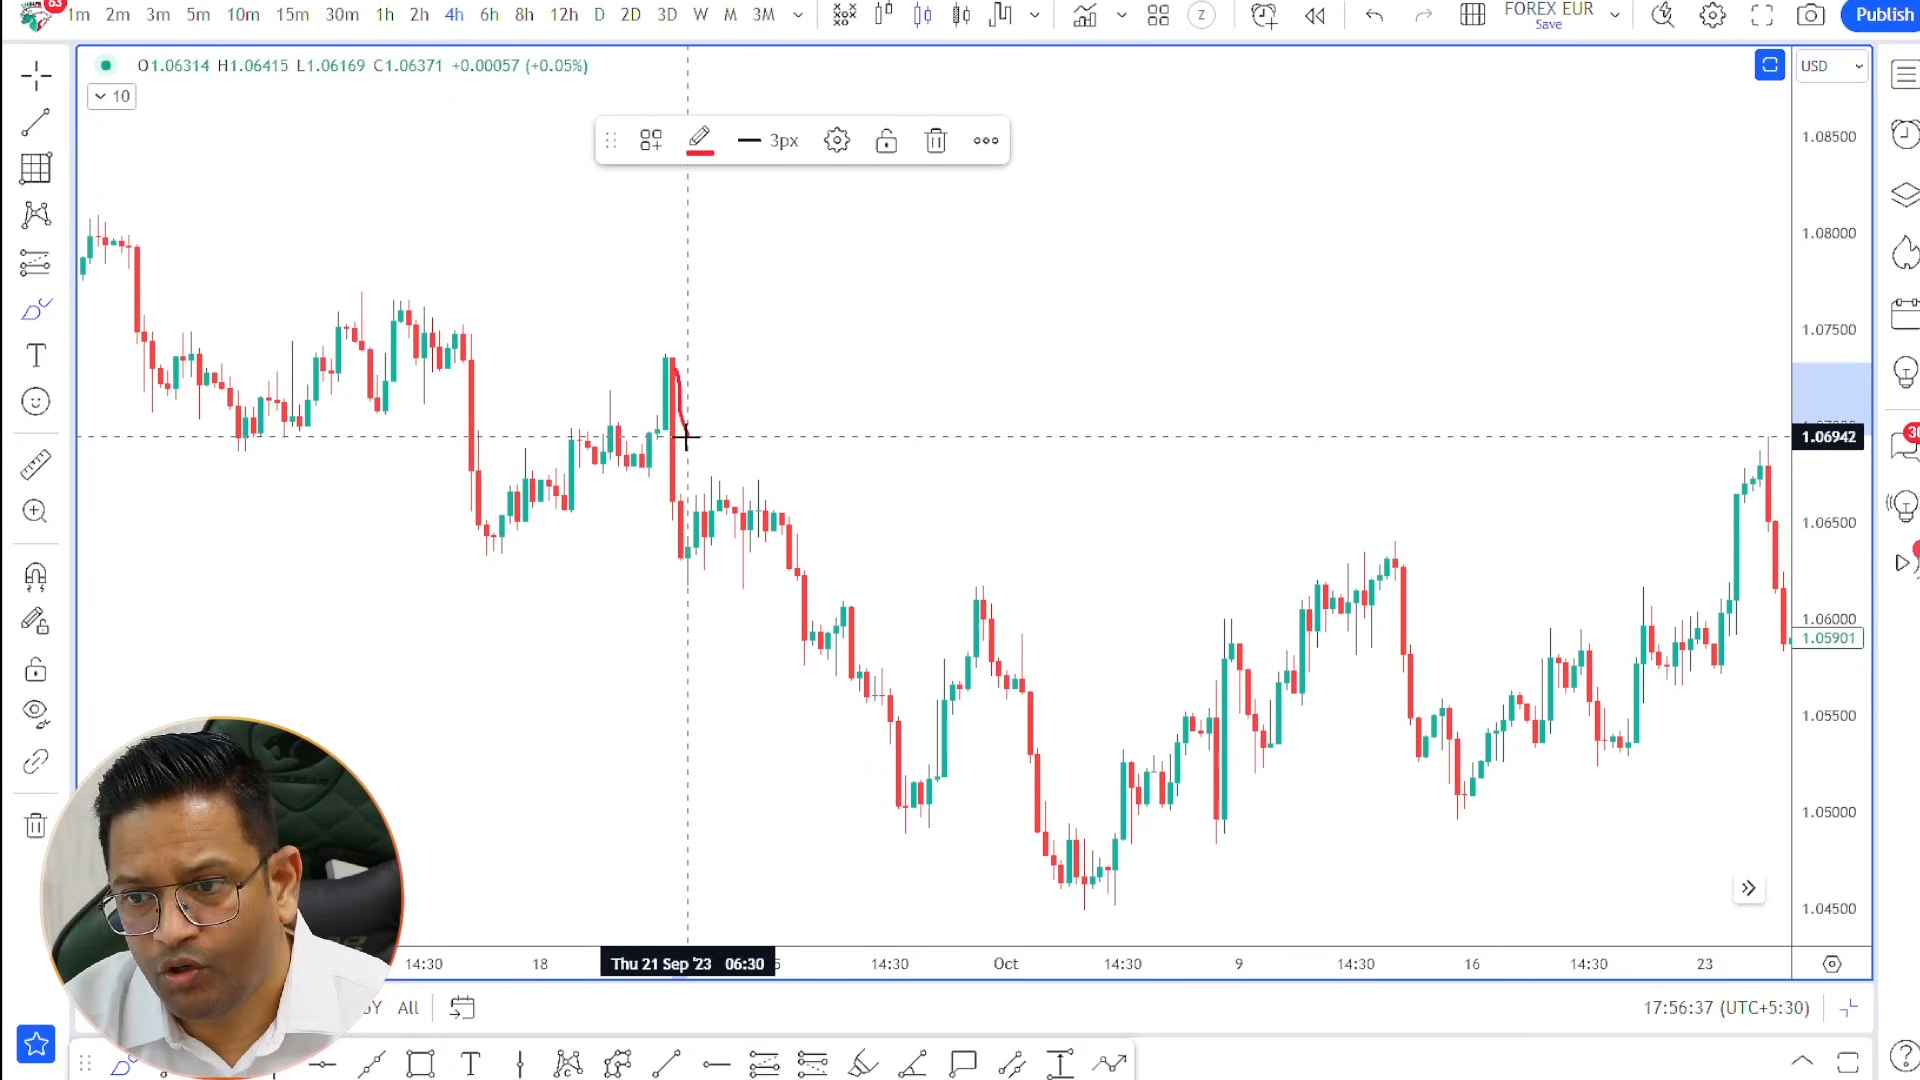 63
1m 2m 3m 5m 10m 15m 30m 1h 2h 4h 6h 8h 12h D 2D 3D W M 3M
Z
FOREX EUR
Save
Publish
O1.06314 H1.06415 L1.06169 C1.06371 +0.00057 (+0.05%)
USD
10
3px
1.08500
1.08000
1.07500
1.06942
1.06500
1.06000
1.05901
1.05500
1.05000
1.04500
30
14:30 18 Thu 21 Sep '23 06:30 14:30 Oct 14:30 9 14:30 16 14:30 23
All
17:56:37 (UTC+5:30)